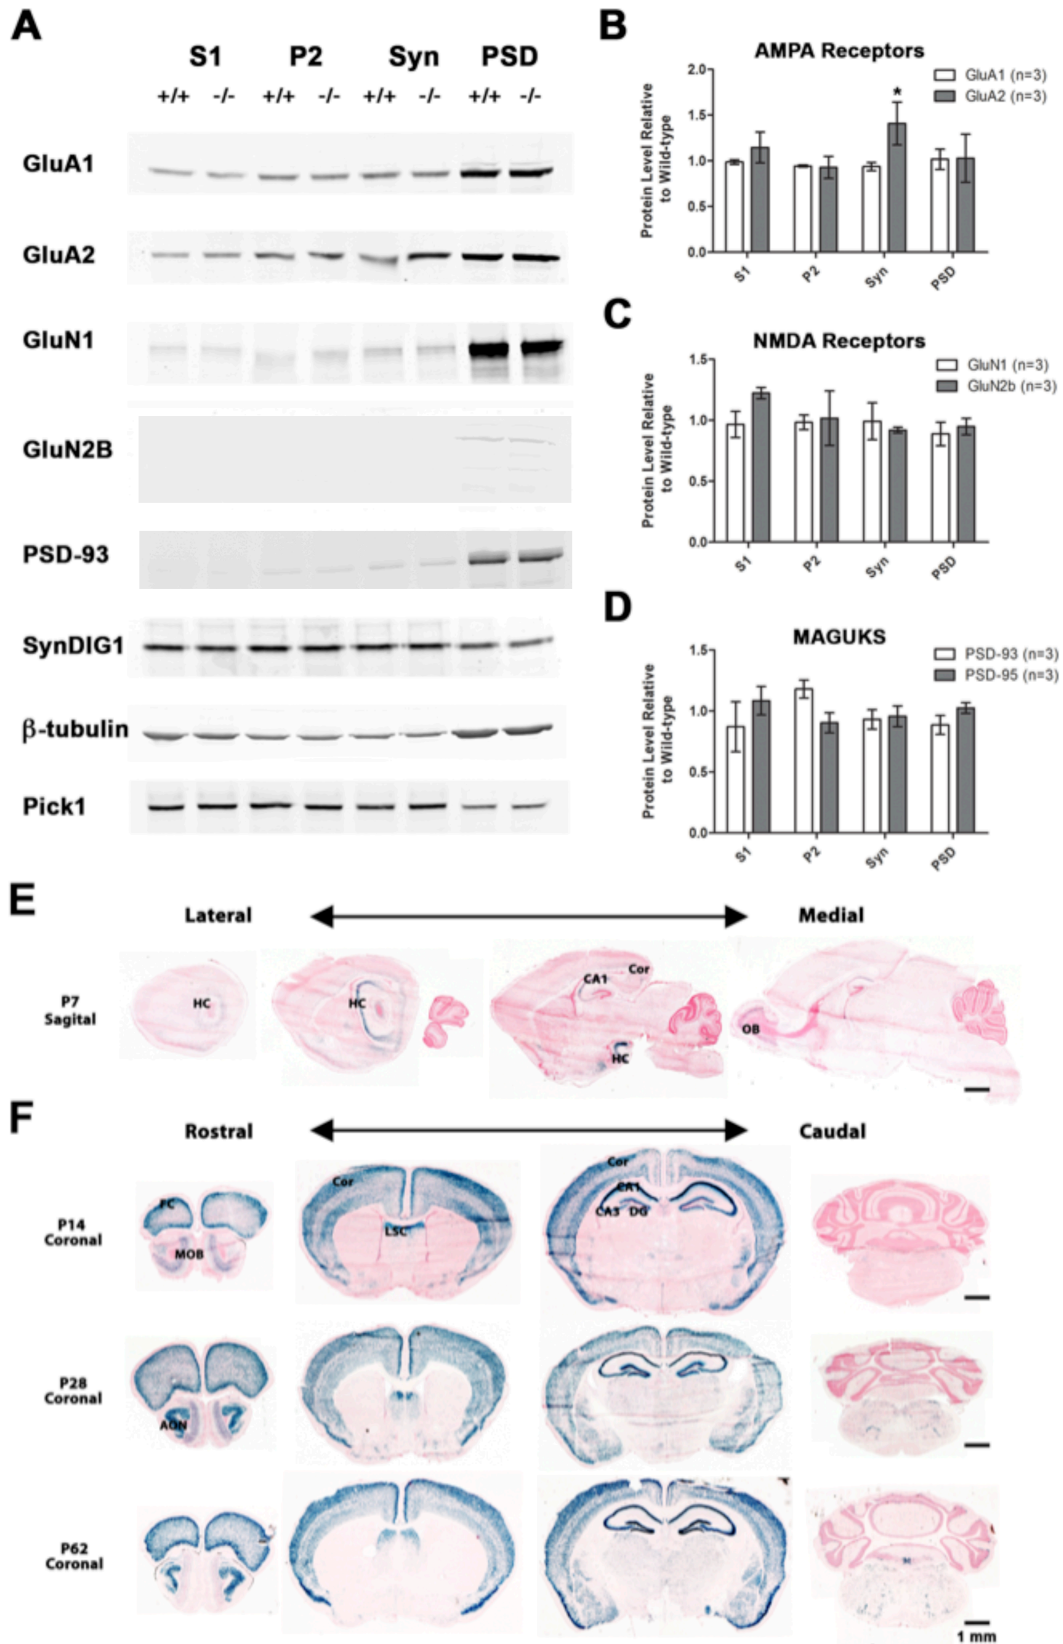 A
S1 P2 Syn PSD
+/+ -/- +/+ -/- +/+ -/- +/+ -/-
GluA1
GluA2
GluN1
GluN2B
PSD-93
SynDIG1
β-tubulin
Pick1
B
AMPA Receptors
GluA1 (n=3)
GluA2 (n=3)
Protein Level Relative
to Wild-type
2.0
1.5
1.0
0.5
0.0
*
S1 P2 Syn PSD
C
NMDA Receptors
GluN1 (n=3)
GluN2b (n=3)
Protein Level Relative
to Wild-type
1.5
1.0
0.5
0.0
S1 P2 Syn PSD
D
MAGUKS
PSD-93 (n=3)
PSD-95 (n=3)
Protein Level Relative
to Wild-type
1.5
1.0
0.5
0.0
S1 P2 Syn PSD
E
Lateral Medial
P7
Sagital
HC
HC
CA1 Cor
HC
OB
F
Rostral Caudal
P14
Coronal
FC
MOB
Cor
LSC
Cor
CA1
CA3 DG
P28
Coronal
AON
P62
Coronal
1 mm